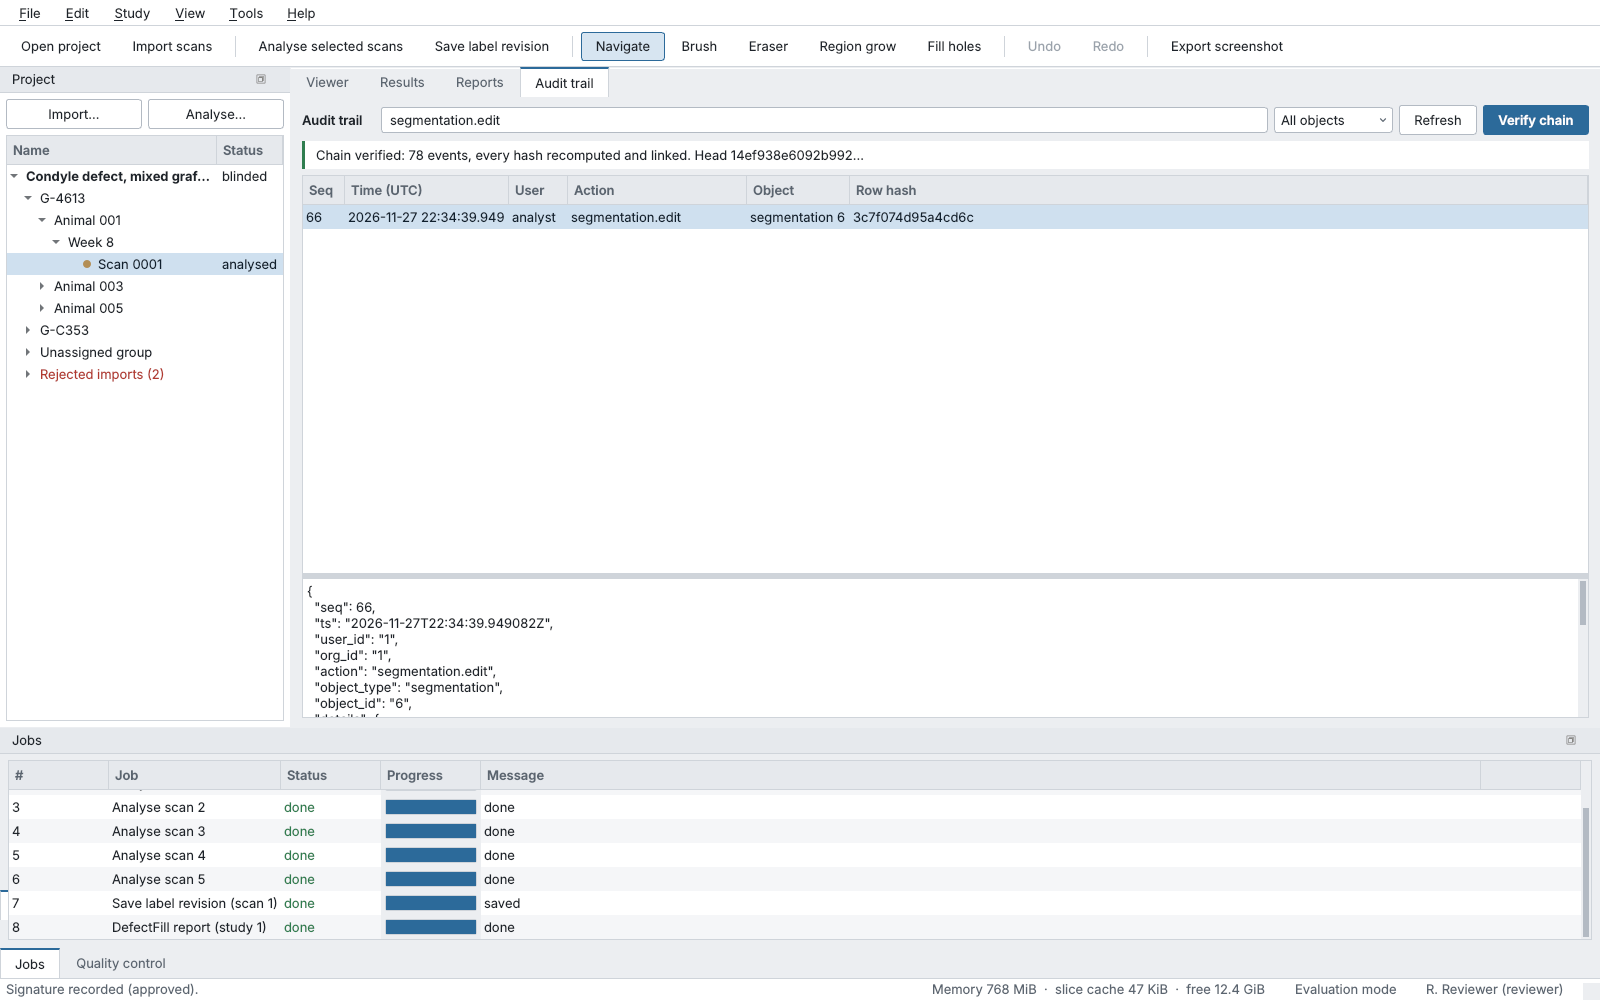 File Edit Study View Tools Help
Open project Import scans Analyse selected scans Save label revision Navigate Brush Eraser Region grow Fill holes Undo Redo Export screenshot
Project
Import... Analyse...
Name Status
Condyle defect, mixed graf... blinded
G-4613
Animal 001
Week 8
Scan 0001 analysed
Animal 003
Animal 005
G-C353
Unassigned group
Rejected imports (2)
Viewer Results Reports Audit trail
Audit trail segmentation.edit All objects Refresh Verify chain
Chain verified: 78 events, every hash recomputed and linked. Head 14ef938e6092b992...
Seq Time (UTC) User Action Object Row hash
66 2026-11-27 22:34:39.949 analyst segmentation.edit segmentation 6 3c7f074d95a4cd6c
{
"seq": 66,
"ts": "2026-11-27T22:34:39.949082Z",
"user_id": "1",
"org_id": "1",
"action": "segmentation.edit",
"object_type": "segmentation",
"object_id": "6",
Jobs
# Job Status Progress Message
3 Analyse scan 2 done done
4 Analyse scan 3 done done
5 Analyse scan 4 done done
6 Analyse scan 5 done done
7 Save label revision (scan 1) done saved
8 DefectFill report (study 1) done done
Jobs Quality control
Signature recorded (approved). Memory 768 MiB · slice cache 47 KiB · free 12.4 GiB Evaluation mode R. Reviewer (reviewer)